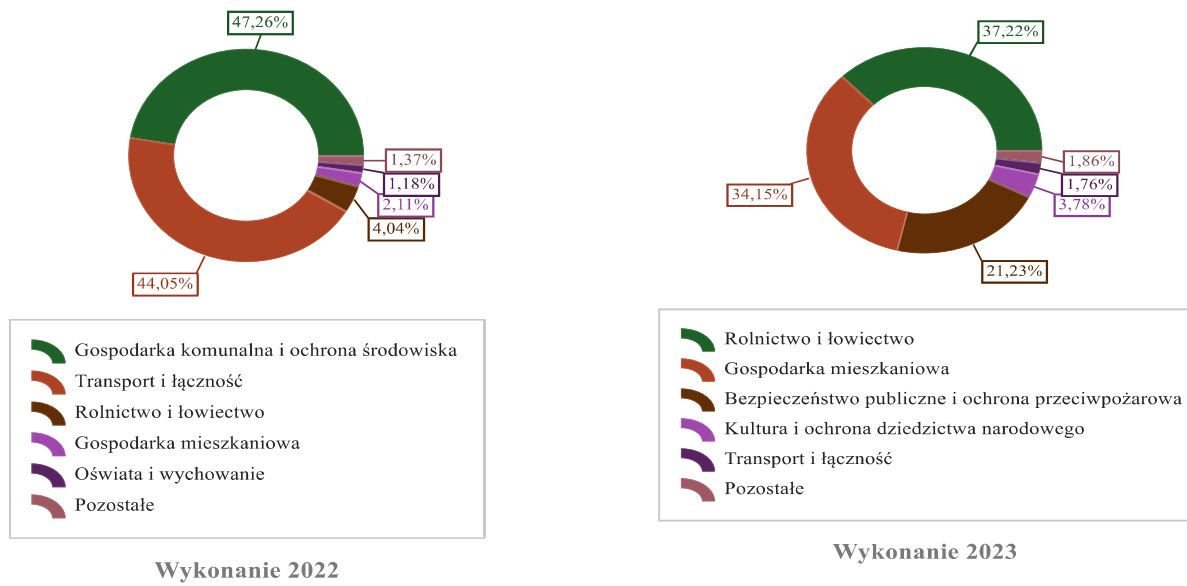 47,26%
1,37%
1,18%
2,11%
4,04%
44,05%
Gospodarka komunalna i ochrona środowiska
Transport i łączność
Rolnictwo i łowiectwo
Gospodarka mieszkaniowa
Oświata i wychowanie
Pozostałe
Wykonanie 2022
37,22%
1,86%
1,76%
3,78%
34,15%
21,23%
Rolnictwo i łowiectwo
Gospodarka mieszkaniowa
Bezpieczeństwo publiczne i ochrona przeciwpożarowa
Kultura i ochrona dziedzictwa narodowego
Transport i łączność
Pozostałe
Wykonanie 2023